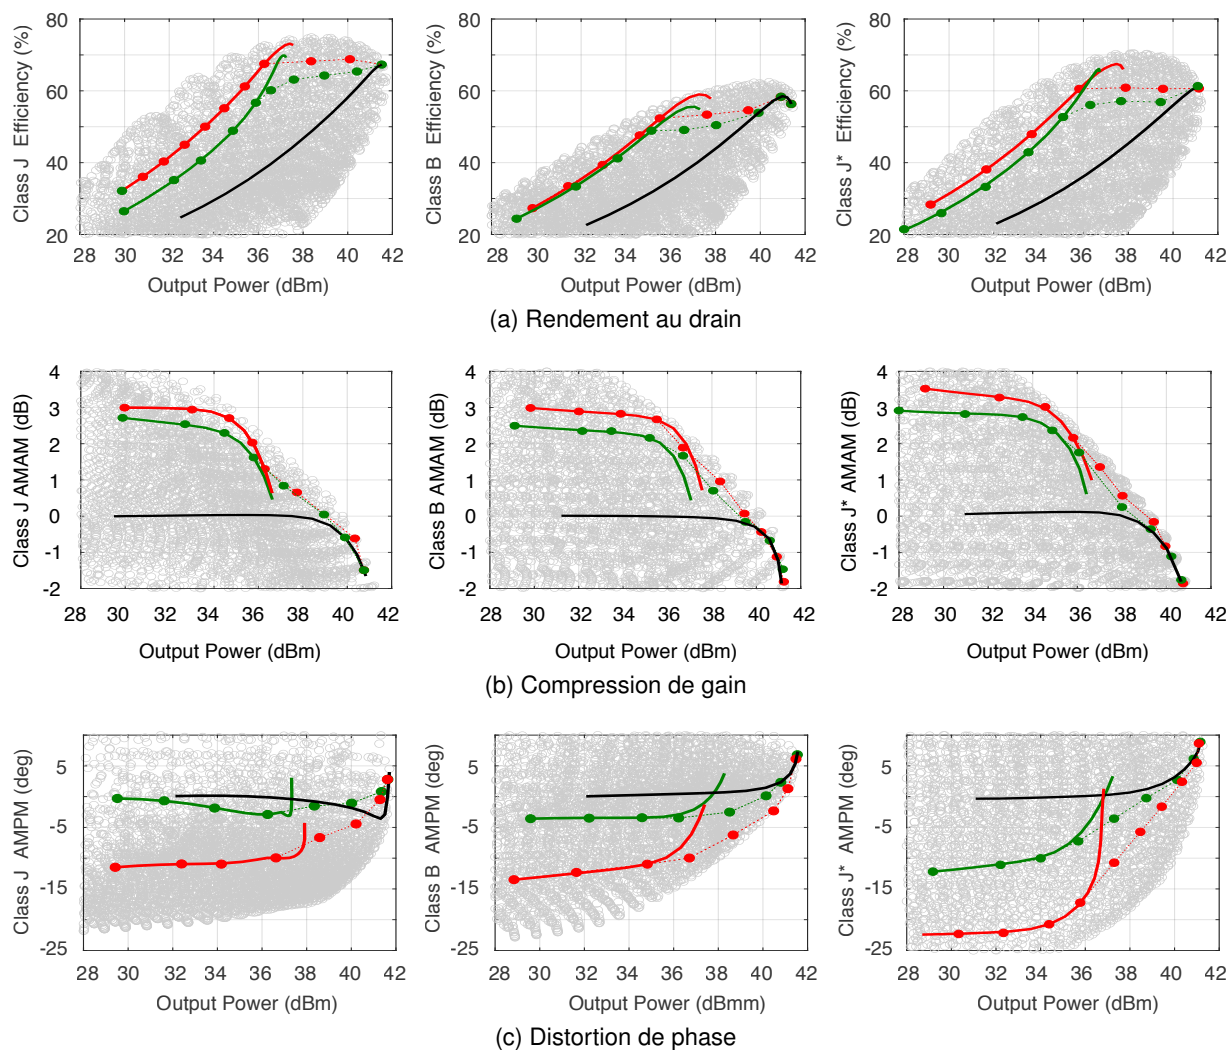 Class J  Efficiency (%)
80
60
40
20
28 30 32 34 36 38 40 42
Output Power (dBm)
Class B  Efficiency (%)
80
60
40
20
28 30 32 34 36 38 40 42
Output Power (dBm)
Class J*  Efficiency (%)
80
60
40
20
28 30 32 34 36 38 40 42
Output Power (dBm)
(a) Rendement au drain
Class J AMAM (dB)
4
3
2
1
0
-1
-2
28 30 32 34 36 38 40 42
Output Power (dBm)
Class B AMAM (dB)
4
3
2
1
0
-1
-2
28 30 32 34 36 38 40 42
Output Power (dBm)
Class J* AMAM (dB)
4
3
2
1
0
-1
-2
28 30 32 34 36 38 40 42
Output Power (dBm)
(b) Compression de gain
Class J  AMPM (deg)
5
-5
-15
-25
28 30 32 34 36 38 40 42
Output Power (dBm)
Class B  AMPM (deg)
5
-5
-15
-25
28 30 32 34 36 38 40 42
Output Power (dBmm)
Class J*  AMPM (deg)
5
-5
-15
-25
28 30 32 34 36 38 40 42
Output Power (dBm)
(c) Distortion de phase